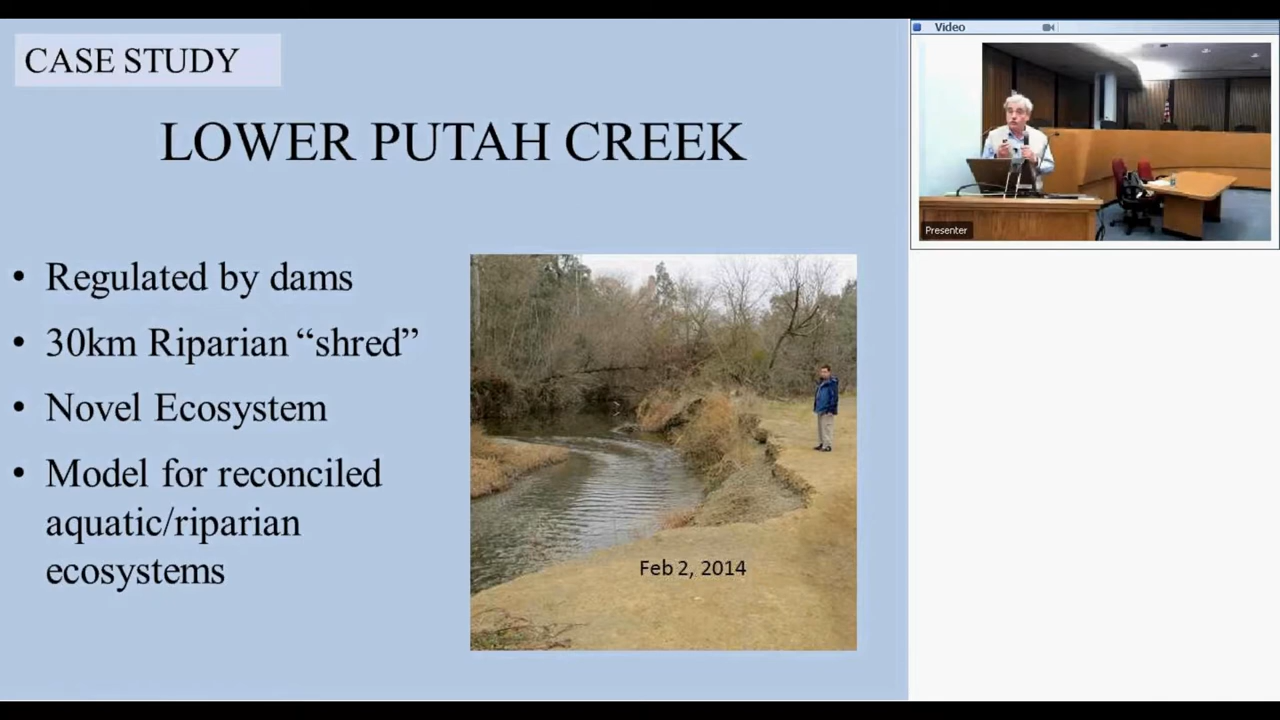 CASE STUDY
LOWER PUTAH CREEK
• Regulated by dams
• 30km Riparian “shred”
• Novel Ecosystem
• Model for reconciled
aquatic/riparian
ecosystems
Feb 2, 2014
Video
Presenter